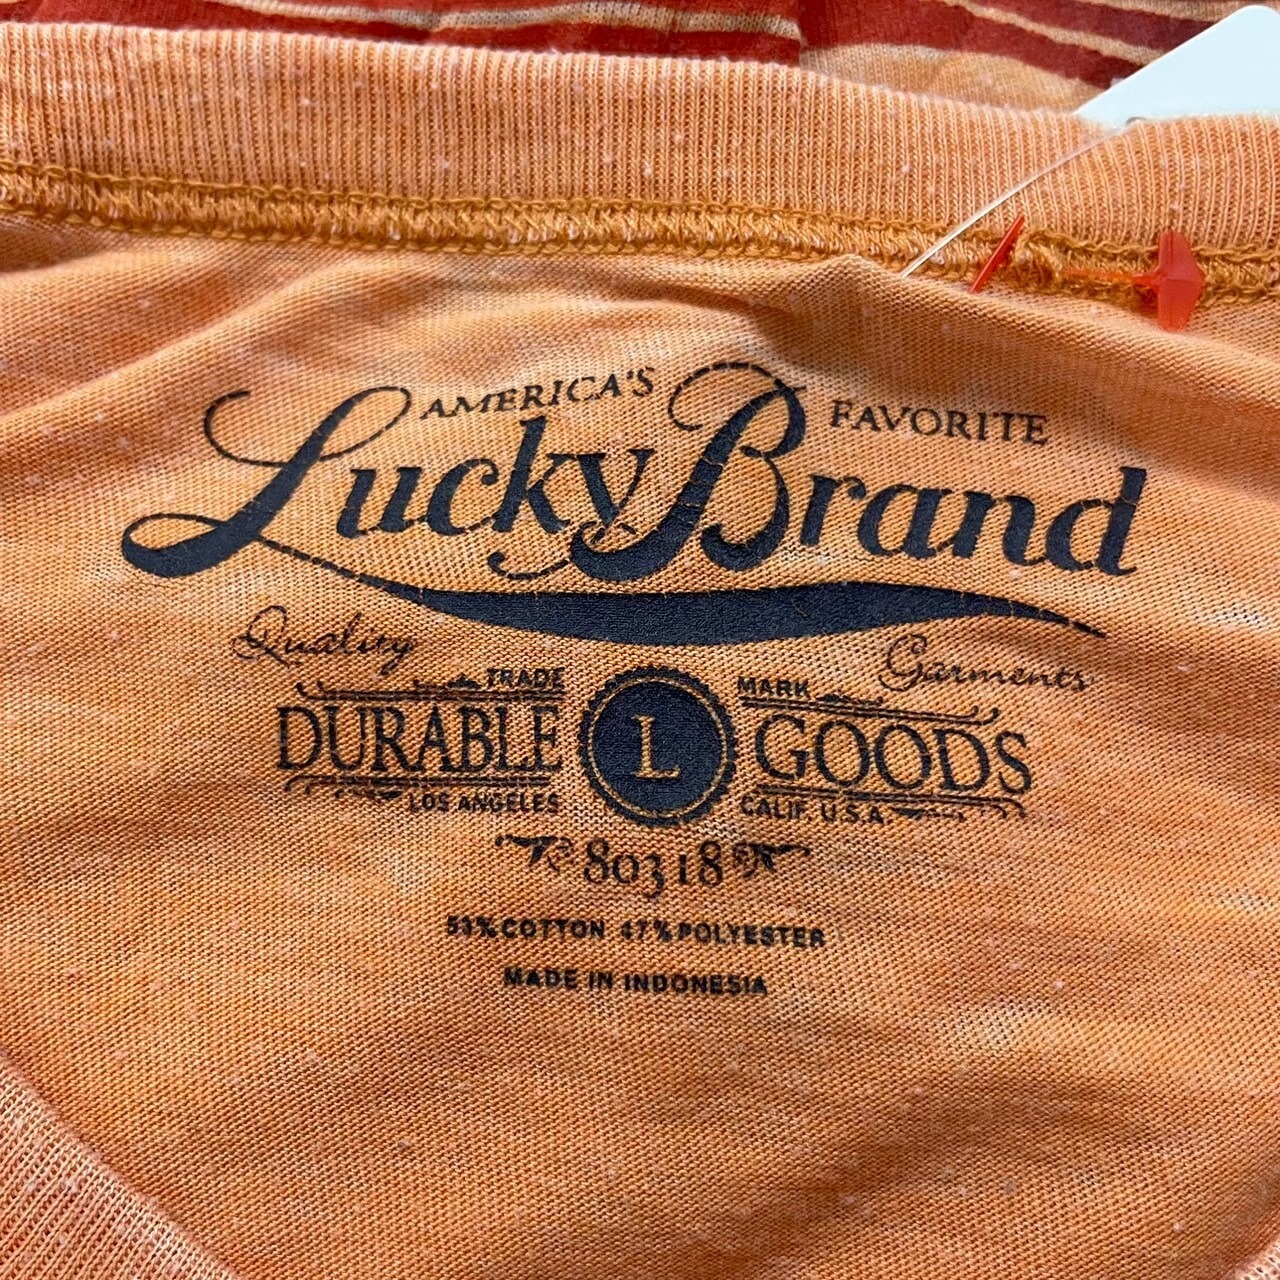 AMERICA'S FAVORITE
Lucky Brand
Quality Garments
TRADE MARK
DURABLE L GOODS
LOS ANGELES CALIF. U.S.A.
80318
53% COTTON 47% POLYESTER
MADE IN INDONESIA